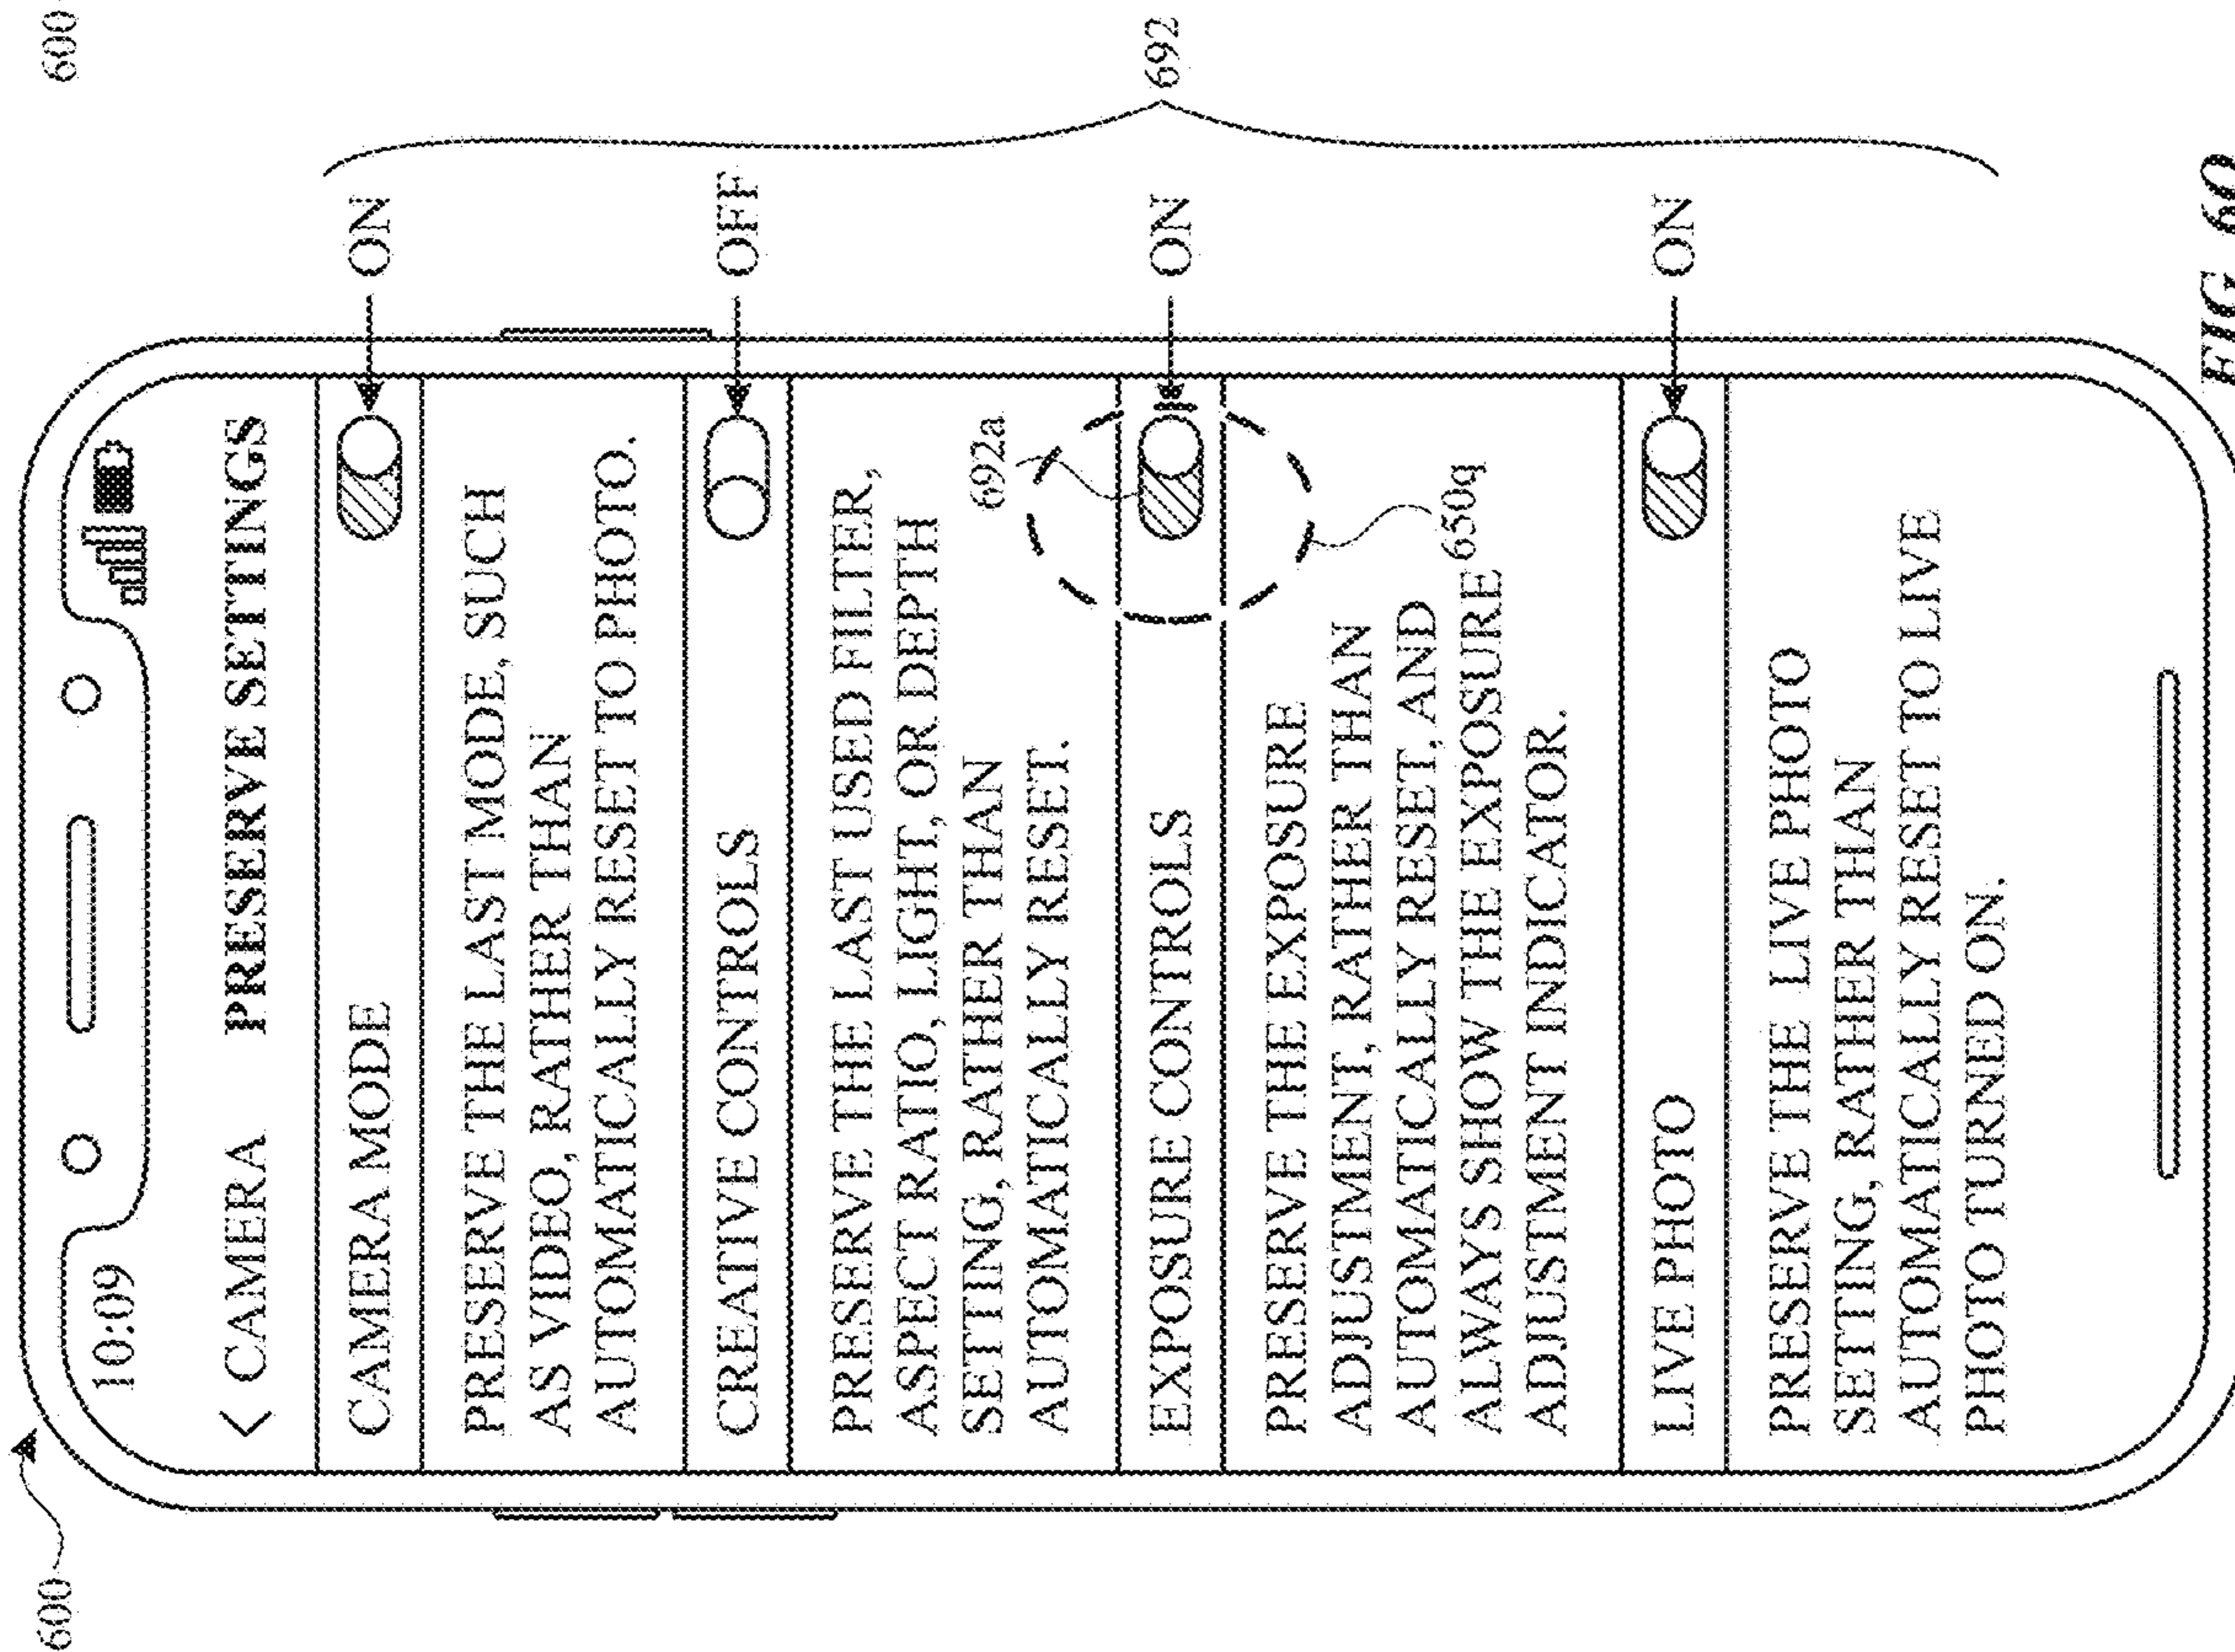 600
600
10:09
< CAMERA PRESERVE SETTINGS
CAMERA MODE
ON
PRESERVE THE LAST MODE, SUCH
AS VIDEO, RATHER THAN
AUTOMATICALLY RESET TO PHOTO.
CREATIVE CONTROLS
OFF
PRESERVE THE LAST USED FILTER,
ASPECT RATIO, LIGHT, OR DEPTH
SETTING, RATHER THAN
AUTOMATICALLY RESET.
692a
EXPOSURE CONTROLS
ON
692
PRESERVE THE EXPOSURE
ADJUSTMENT, RATHER THAN
AUTOMATICALLY RESET, AND
ALWAYS SHOW THE EXPOSURE
650q
ADJUSTMENT INDICATOR.
LIVE PHOTO
ON
PRESERVE THE LIVE PHOTO
SETTING, RATHER THAN
AUTOMATICALLY RESET TO LIVE
PHOTO TURNED ON.